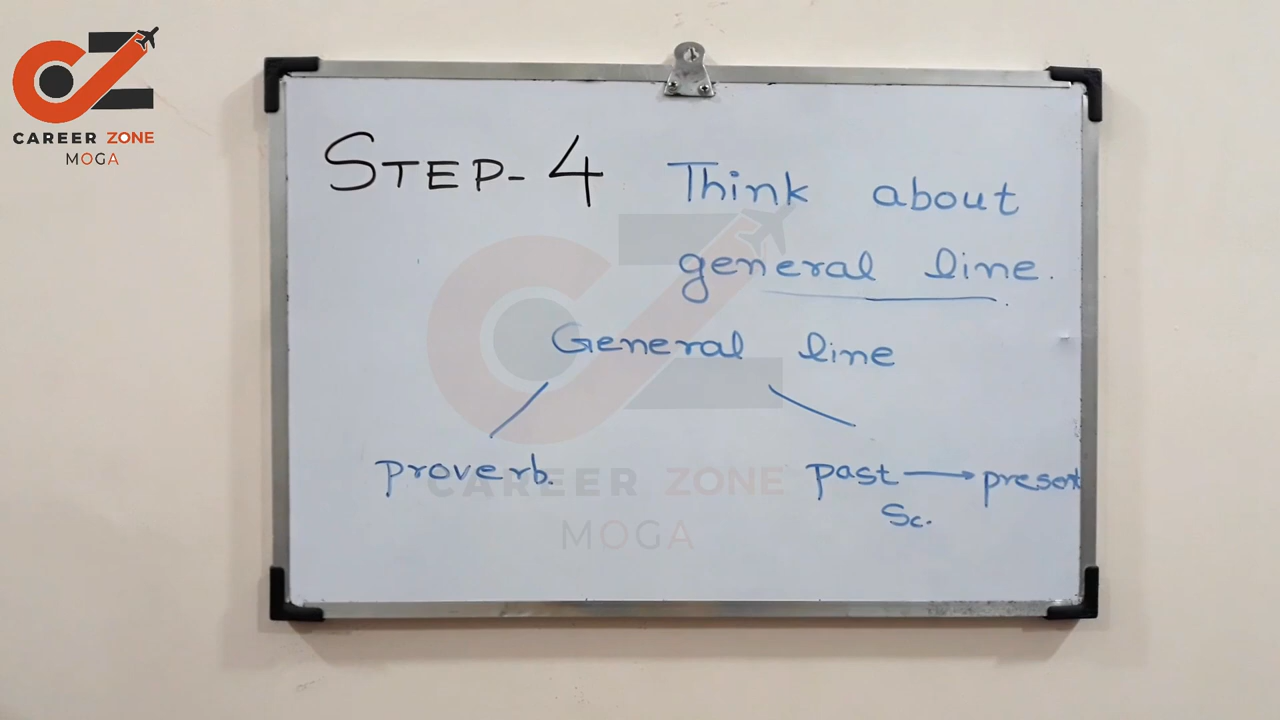 CAREER ZONE
MOGA
STEP-4 Think about
general line.
General line
proverb. past → present
Sc.
CAREER ZONE
MOGA